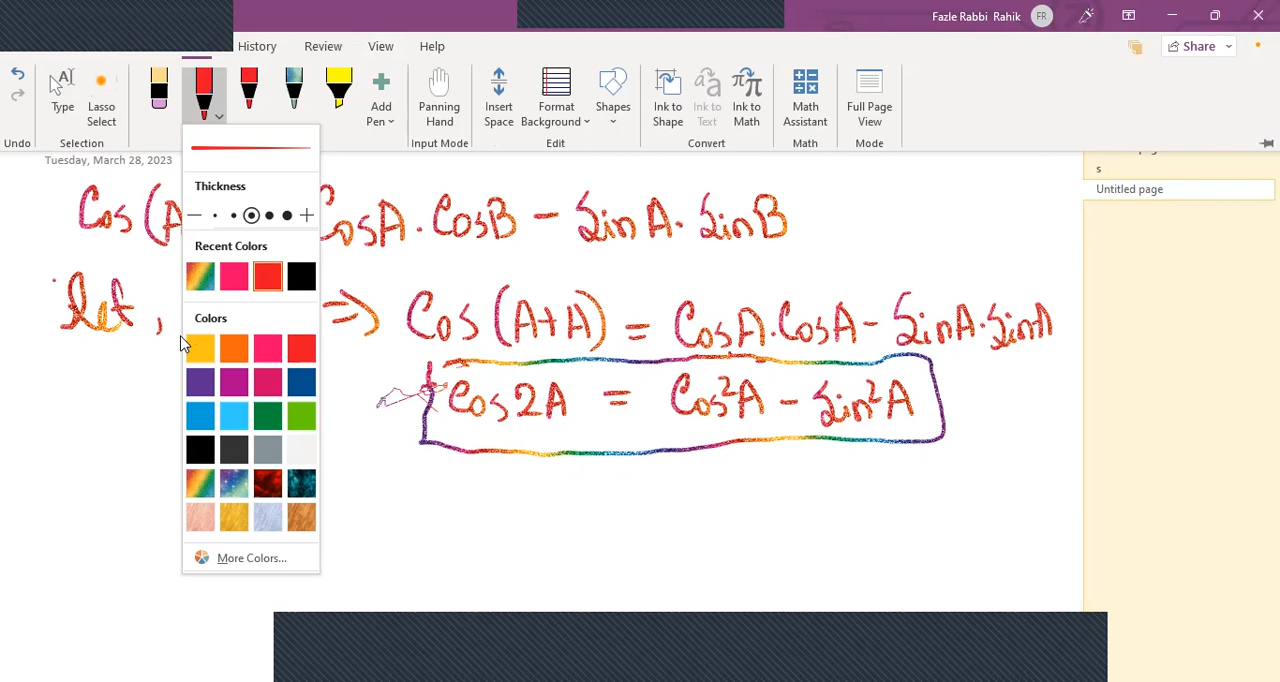 Fazle Rabbi Rahik FR
Share
History Review View Help
Type
Lasso Select
Add Pen
Panning Hand
Insert Space
Format Background
Shapes
Ink to Shape
Ink to Text
Ink to Math
Math Assistant
Full Page View
Undo Selection Input Mode Edit Convert Math Mode
Tuesday, March 28, 2023
s
Untitled page
Thickness
Recent Colors
Colors
More Colors...
Cos(A CosA·CosB − SinA·SinB
let, => Cos(A+A) = CosA·CosA − SinA·SinA
Cos2A = Cos²A − Sin²A